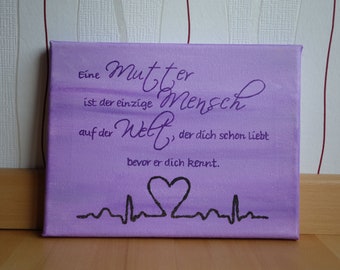 Eine Mutter
ist der einzige Mensch
auf der Welt, der dich schon liebt
bevor er dich kennt.